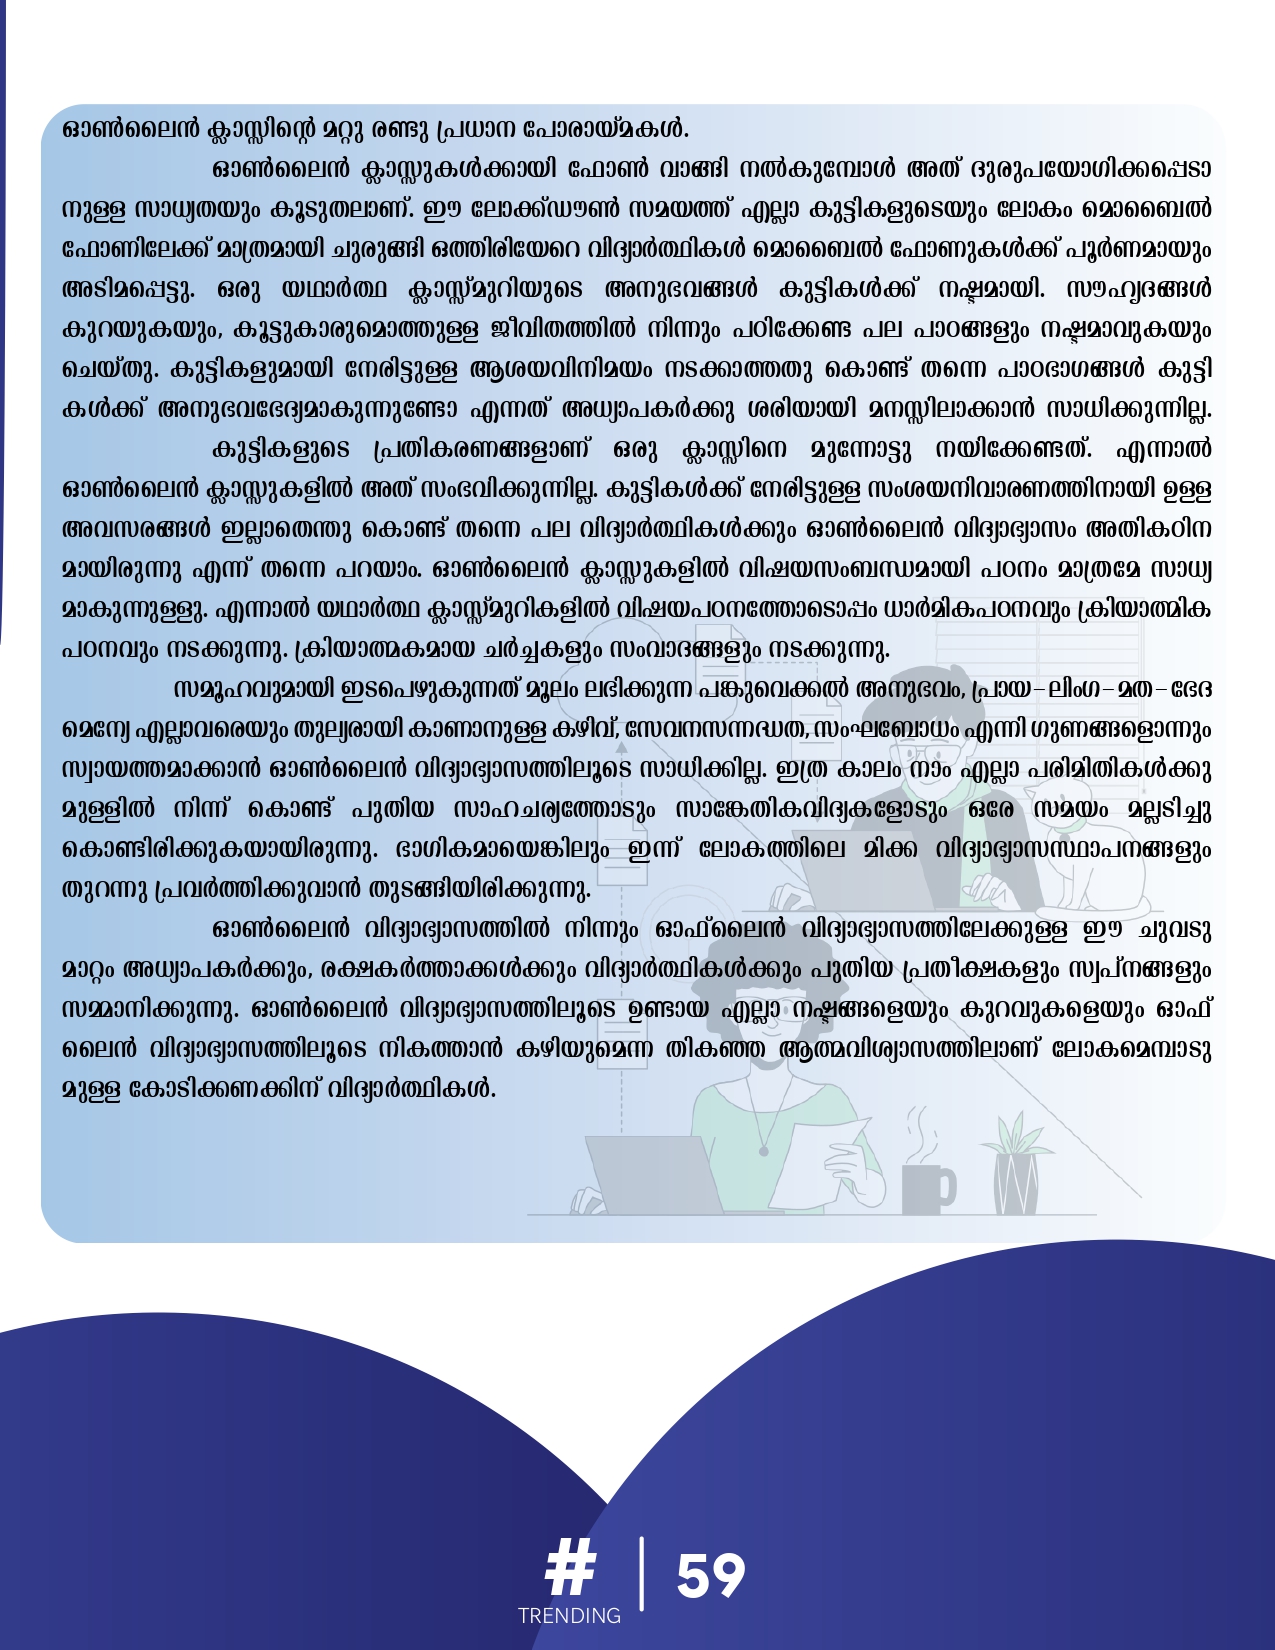 ഓൺലൈൻ ക്ലാസ്സിന്റെ മറ്റു രണ്ടു പ്രധാന പോരായ്മകൾ.
ഓൺലൈൻ ക്ലാസ്സുകൾക്കായി ഫോൺ വാങ്ങി നൽകുമ്പോൾ അത് ദുരുപയോഗിക്കപ്പെടാ
നുള്ള സാധ്യതയും കൂടുതലാണ്. ഈ ലോക്ക്ഡൗൺ സമയത്ത് എല്ലാ കുട്ടികളുടെയും ലോകം മൊബൈൽ
ഫോണിലേക്ക് മാത്രമായി ചുരുങ്ങി ഒത്തിരിയേറെ വിദ്യാർത്ഥികൾ മൊബൈൽ ഫോണുകൾക്ക് പൂർണമായും
അടിമപ്പെട്ടു. ഒരു യഥാർത്ഥ ക്ലാസ്സ്മുറിയുടെ അനുഭവങ്ങൾ കുട്ടികൾക്ക് നഷ്ടമായി. സൗഹൃദങ്ങൾ
കുറയുകയും, കൂട്ടുകാരുമൊത്തുള്ള ജീവിതത്തിൽ നിന്നും പഠിക്കേണ്ട പല പാഠങ്ങളും നഷ്ടമാവുകയും
ചെയ്തു. കുട്ടികളുമായി നേരിട്ടുള്ള ആശയവിനിമയം നടക്കാത്തതു കൊണ്ട് തന്നെ പാഠഭാഗങ്ങൾ കുട്ടി
കൾക്ക് അനുഭവഭേദ്യമാകുന്നുണ്ടോ എന്നത് അധ്യാപകർക്കു ശരിയായി മനസ്സിലാക്കാൻ സാധിക്കുന്നില്ല.
കുട്ടികളുടെ പ്രതികരണങ്ങളാണ് ഒരു ക്ലാസ്സിനെ മുന്നോട്ടു നയിക്കേണ്ടത്. എന്നാൽ
ഓൺലൈൻ ക്ലാസ്സുകളിൽ അത് സംഭവിക്കുന്നില്ല. കുട്ടികൾക്ക് നേരിട്ടുള്ള സംശയനിവാരണത്തിനായി ഉള്ള
അവസരങ്ങൾ ഇല്ലാതെന്തു കൊണ്ട് തന്നെ പല വിദ്യാർത്ഥികൾക്കും ഓൺലൈൻ വിദ്യാഭ്യാസം അതികഠിന
മായിരുന്നു എന്ന് തന്നെ പറയാം. ഓൺലൈൻ ക്ലാസ്സുകളിൽ വിഷയസംബന്ധമായി പഠനം മാത്രമേ സാധ്യ
മാകുന്നുള്ളു. എന്നാൽ യഥാർത്ഥ ക്ലാസ്സ്മുറികളിൽ വിഷയപഠനത്തോടൊപ്പം ധാർമികപഠനവും ക്രിയാത്മിക
പഠനവും നടക്കുന്നു. ക്രിയാത്മകമായ ചർച്ചകളും സംവാദങ്ങളും നടക്കുന്നു.
സമൂഹവുമായി ഇടപെഴുകുന്നത് മൂലം ലഭിക്കുന്ന പങ്കുവെക്കൽ അനുഭവം, പ്രായ-ലിംഗ-മത-ഭേദ
മെന്യേ എല്ലാവരെയും തുല്യരായി കാണാനുള്ള കഴിവ്, സേവനസന്നദ്ധത, സംഘബോധം എന്നി ഗുണങ്ങളൊന്നും
സ്വായത്തമാക്കാൻ ഓൺലൈൻ വിദ്യാഭ്യാസത്തിലൂടെ സാധിക്കില്ല. ഇത്ര കാലം നാം എല്ലാ പരിമിതികൾക്കു
മുള്ളിൽ നിന്ന് കൊണ്ട് പുതിയ സാഹചര്യത്തോടും സാങ്കേതികവിദ്യകളോടും ഒരേ സമയം മല്ലടിച്ചു
കൊണ്ടിരിക്കുകയായിരുന്നു. ഭാഗികമായെങ്കിലും ഇന്ന് ലോകത്തിലെ മിക്ക വിദ്യാഭ്യാസസ്ഥാപനങ്ങളും
തുറന്നു പ്രവർത്തിക്കുവാൻ തുടങ്ങിയിരിക്കുന്നു.
ഓൺലൈൻ വിദ്യാഭ്യാസത്തിൽ നിന്നും ഓഫ്‌ലൈൻ വിദ്യാഭ്യാസത്തിലേക്കുള്ള ഈ ചുവടു
മാറ്റം അധ്യാപകർക്കും, രക്ഷകർത്താക്കൾക്കും വിദ്യാർത്ഥികൾക്കും പുതിയ പ്രതീക്ഷകളും സ്വപ്നങ്ങളും
സമ്മാനിക്കുന്നു. ഓൺലൈൻ വിദ്യാഭ്യാസത്തിലൂടെ ഉണ്ടായ എല്ലാ നഷ്ടങ്ങളെയും കുറവുകളെയും ഓഫ്
ലൈൻ വിദ്യാഭ്യാസത്തിലൂടെ നികത്താൻ കഴിയുമെന്ന തികഞ്ഞ ആത്മവിശ്വാസത്തിലാണ് ലോകമെമ്പാടു
മുള്ള കോടിക്കണക്കിന് വിദ്യാർത്ഥികൾ.
# | 59
TRENDING